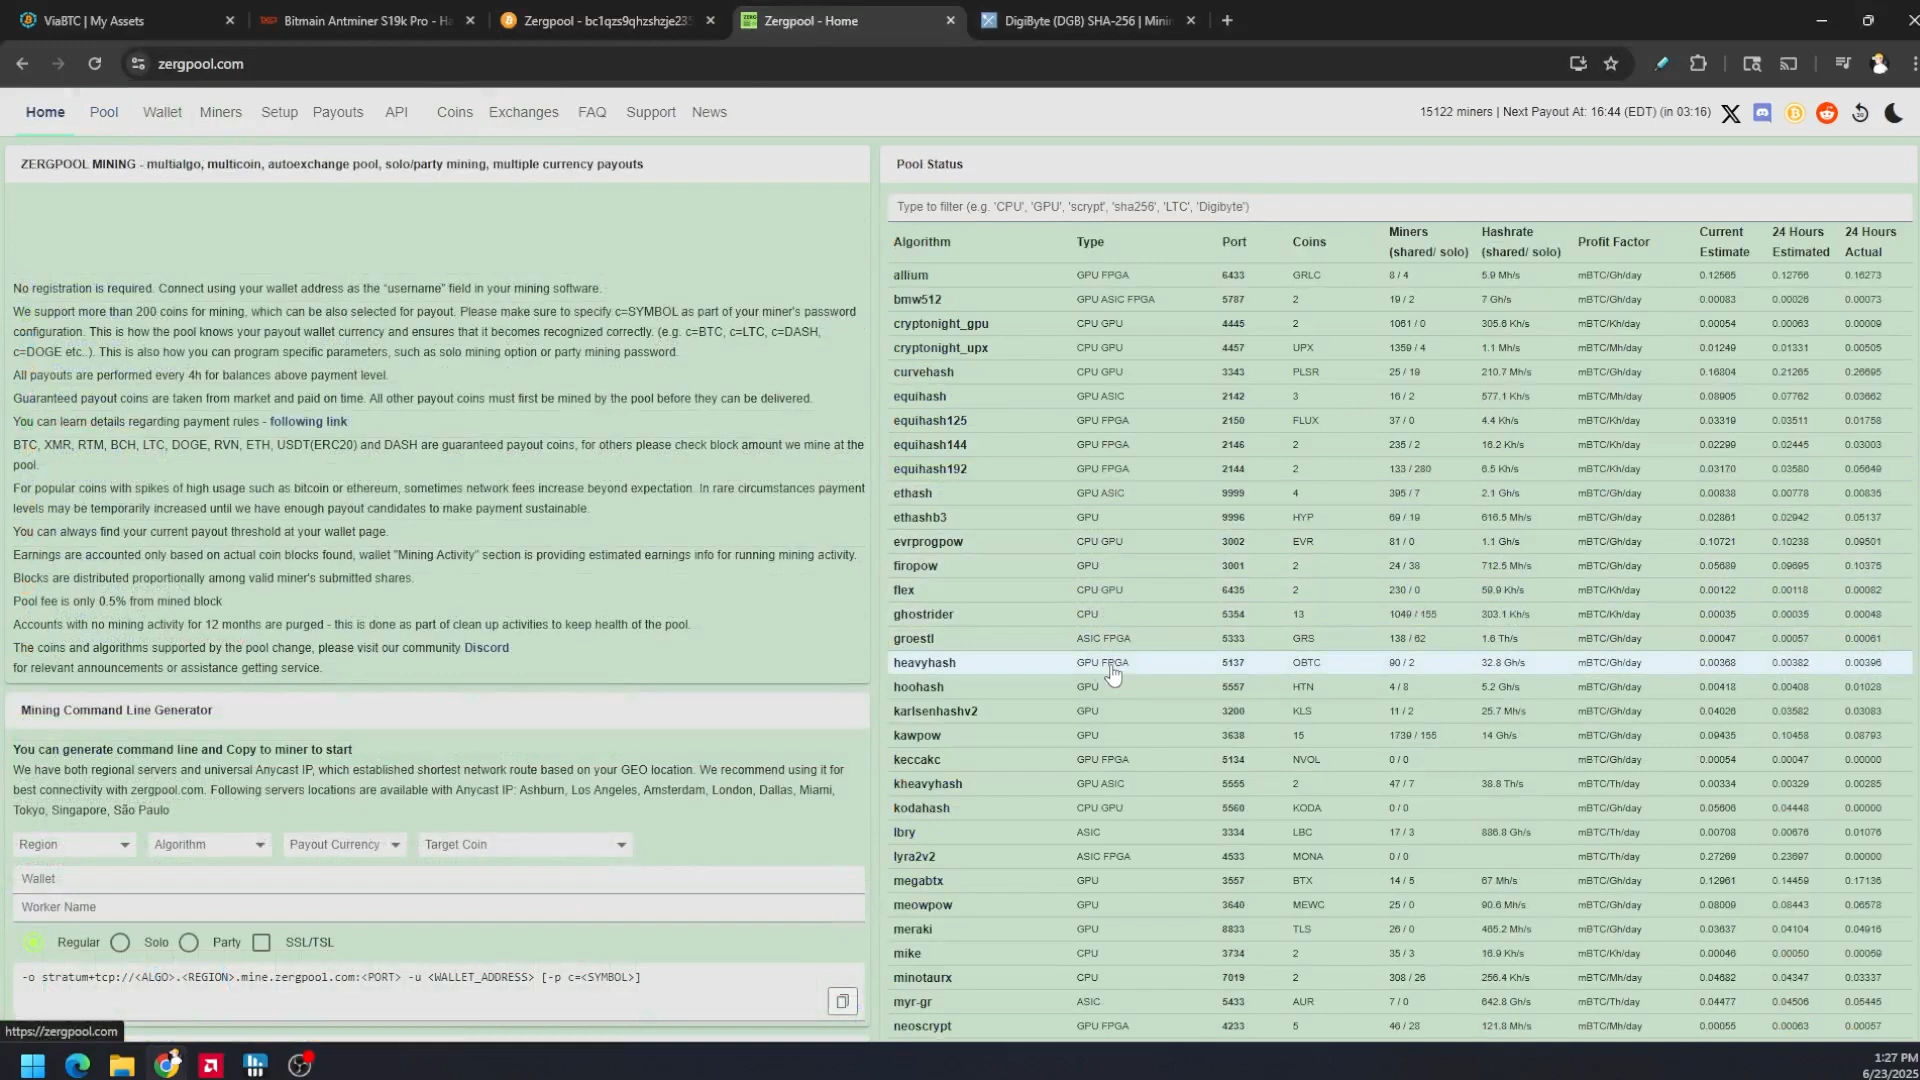 ViaBTC | My Assets
Bitmain Antminer S19k Pro - Ha
Zergpool - bc1qzs9qhzshzje235
Zergpool - Home
DigiByte (DGB) SHA-256 | Minin
zergpool.com
Home Pool Wallet Miners Setup Payouts API Coins Exchanges FAQ Support News
15122 miners | Next Payout At: 16:44 (EDT) (in 03:16)
ZERGPOOL MINING - multialgo, multicoin, autoexchange pool, solo/party mining, multiple currency payouts
No registration is required. Connect using your wallet address as the “username” field in your mining software.
We support more than 200 coins for mining, which can be also selected for payout. Please make sure to specify c=SYMBOL as part of your miner's password
configuration. This is how the pool knows your payout wallet currency and ensures that it becomes recognized correctly. (e.g. c=BTC, c=LTC, c=DASH,
c=DOGE etc..). This is also how you can program specific parameters, such as solo mining option or party mining password.
All payouts are performed every 4h for balances above payment level.
Guaranteed payout coins are taken from market and paid on time. All other payout coins must first be mined by the pool before they can be delivered.
You can learn details regarding payment rules - following link
BTC, XMR, RTM, BCH, LTC, DOGE, RVN, ETH, USDT(ERC20) and DASH are guaranteed payout coins, for others please check block amount we mine at the
pool.
For popular coins with spikes of high usage such as bitcoin or ethereum, sometimes network fees increase beyond expectation. In rare circumstances payment
levels may be temporarily increased until we have enough payout candidates to make payment sustainable.
You can always find your current payout threshold at your wallet page.
Earnings are accounted only based on actual coin blocks found, wallet "Mining Activity" section is providing estimated earnings info for running mining activity.
Blocks are distributed proportionally among valid miner's submitted shares.
Pool fee is only 0.5% from mined block
Accounts with no mining activity for 12 months are purged - this is done as part of clean up activities to keep health of the pool.
The coins and algorithms supported by the pool change, please visit our community Discord
for relevant announcements or assistance getting service.
Mining Command Line Generator
You can generate command line and Copy to miner to start
We have both regional servers and universal Anycast IP, which established shortest network route based on your GEO location. We recommend using it for
best connectivity with zergpool.com. Following servers locations are available with Anycast IP: Ashburn, Los Angeles, Amsterdam, London, Dallas, Miami,
Tokyo, Singapore, São Paulo
Region Algorithm Payout Currency Target Coin
Wallet
Worker Name
Regular Solo Party SSL/TSL
-o stratum+tcp://<ALGO>.<REGION>.mine.zergpool.com:<PORT> -u <WALLET_ADDRESS> [-p c=<SYMBOL>]
https://zergpool.com
Pool Status
Type to filter (e.g. 'CPU', 'GPU', 'scrypt', 'sha256', 'LTC', 'Digibyte')
Algorithm Type Port Coins Miners (shared/ solo) Hashrate (shared/ solo) Profit Factor Current Estimate 24 Hours Estimated 24 Hours Actual
allium GPU FPGA 6433 GRLC 8 / 4 5.9 Mh/s mBTC/Gh/day 0.12565 0.12766 0.16273
bmw512 GPU ASIC FPGA 5787 2 19 / 2 7 Gh/s mBTC/Gh/day 0.00083 0.00026 0.00073
cryptonight_gpu CPU GPU 4445 2 1061 / 0 305.6 Kh/s mBTC/Kh/day 0.00054 0.00063 0.00009
cryptonight_upx CPU GPU 4457 UPX 1359 / 4 1.1 Mh/s mBTC/Mh/day 0.01249 0.01331 0.00505
curvehash CPU GPU 3343 PLSR 25 / 19 210.7 Mh/s mBTC/Gh/day 0.16804 0.21265 0.26695
equihash GPU ASIC 2142 3 16 / 2 577.1 Kh/s mBTC/Mh/day 0.08905 0.07762 0.03662
equihash125 GPU FPGA 2150 FLUX 37 / 0 4.4 Kh/s mBTC/Kh/day 0.03319 0.03511 0.01758
equihash144 GPU FPGA 2146 2 235 / 2 16.2 Kh/s mBTC/Kh/day 0.02299 0.02445 0.03003
equihash192 GPU FPGA 2144 2 133 / 280 6.5 Kh/s mBTC/Kh/day 0.03170 0.03580 0.05649
ethash GPU ASIC 9999 4 395 / 7 2.1 Gh/s mBTC/Gh/day 0.00838 0.00778 0.00835
ethashb3 GPU 9996 HYP 69 / 19 616.5 Mh/s mBTC/Gh/day 0.02861 0.02942 0.05137
evrprogpow CPU GPU 3002 EVR 81 / 0 1.1 Gh/s mBTC/Gh/day 0.10721 0.10238 0.09501
firopow GPU 3001 2 24 / 38 712.5 Mh/s mBTC/Gh/day 0.05689 0.09695 0.10375
flex CPU GPU 6435 2 230 / 0 59.9 Kh/s mBTC/Kh/day 0.00122 0.00118 0.00082
ghostrider CPU 5354 13 1049 / 155 303.1 Kh/s mBTC/Kh/day 0.00035 0.00035 0.00048
groestl ASIC FPGA 5333 GRS 138 / 62 1.6 Th/s mBTC/Gh/day 0.00047 0.00057 0.00061
heavyhash GPU FPGA 5137 OBTC 90 / 2 32.8 Gh/s mBTC/Gh/day 0.00368 0.00382 0.00396
hoohash GPU 5557 HTN 4 / 8 5.2 Gh/s mBTC/Gh/day 0.00418 0.00408 0.01028
karlsenhashv2 GPU 3200 KLS 11 / 2 25.7 Mh/s mBTC/Gh/day 0.04026 0.03582 0.03083
kawpow GPU 3638 15 1739 / 155 14 Gh/s mBTC/Gh/day 0.09435 0.10458 0.08793
keccakc GPU FPGA 5134 NVOL 0 / 0 mBTC/Gh/day 0.00054 0.00047 0.00000
kheavyhash GPU ASIC 5555 2 47 / 7 38.8 Th/s mBTC/Th/day 0.00334 0.00329 0.00285
kodahash CPU GPU 5560 KODA 0 / 0 mBTC/Gh/day 0.05606 0.04448 0.00000
lbry ASIC 3334 LBC 17 / 3 886.8 Gh/s mBTC/Th/day 0.00708 0.00676 0.01076
lyra2v2 ASIC FPGA 4533 MONA 0 / 0 mBTC/Th/day 0.27269 0.23697 0.00000
megabtx GPU 3557 BTX 14 / 5 67 Mh/s mBTC/Gh/day 0.12961 0.14459 0.17136
meowpow GPU 3640 MEWC 25 / 0 90.6 Mh/s mBTC/Gh/day 0.08009 0.08443 0.06578
meraki GPU 8833 TLS 26 / 0 465.2 Mh/s mBTC/Gh/day 0.03637 0.04104 0.04916
mike CPU 3734 2 35 / 3 16.9 Kh/s mBTC/Kh/day 0.00046 0.00050 0.00059
minotaurx CPU 7019 2 308 / 26 256.4 Kh/s mBTC/Mh/day 0.04682 0.04347 0.03337
myr-gr ASIC 5433 AUR 7 / 0 642.8 Gh/s mBTC/Th/day 0.04477 0.04506 0.05445
neoscrypt GPU FPGA 4233 5 46 / 28 121.8 Mh/s mBTC/Mh/day 0.00055 0.00063 0.00057
1:27 PM
6/23/2025